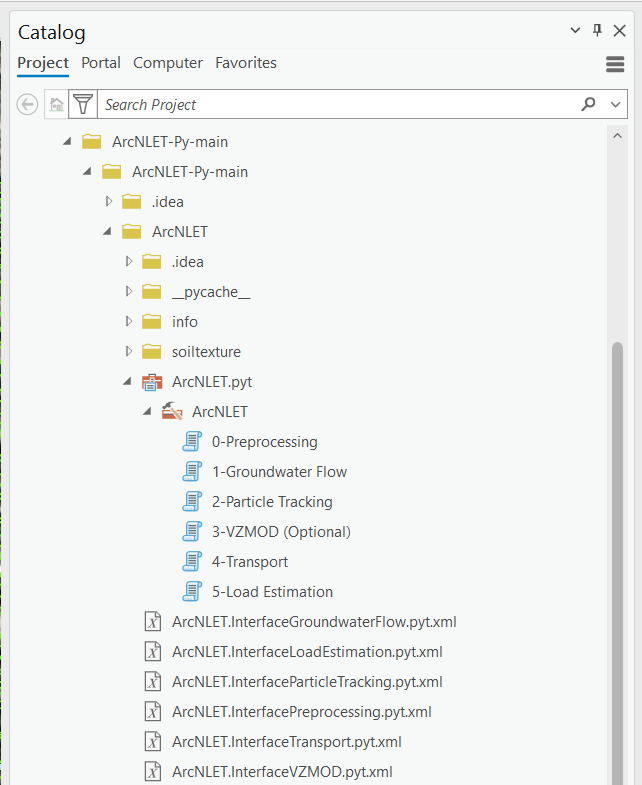 Catalog
Project Portal Computer Favorites
Search Project
ArcNLET-Py-main
ArcNLET-Py-main
.idea
ArcNLET
.idea
__pycache__
info
soiltexture
ArcNLET.pyt
ArcNLET
0-Preprocessing
1-Groundwater Flow
2-Particle Tracking
3-VZMOD (Optional)
4-Transport
5-Load Estimation
ArcNLET.InterfaceGroundwaterFlow.pyt.xml
ArcNLET.InterfaceLoadEstimation.pyt.xml
ArcNLET.InterfaceParticleTracking.pyt.xml
ArcNLET.InterfacePreprocessing.pyt.xml
ArcNLET.InterfaceTransport.pyt.xml
ArcNLET.InterfaceVZMOD.pyt.xml